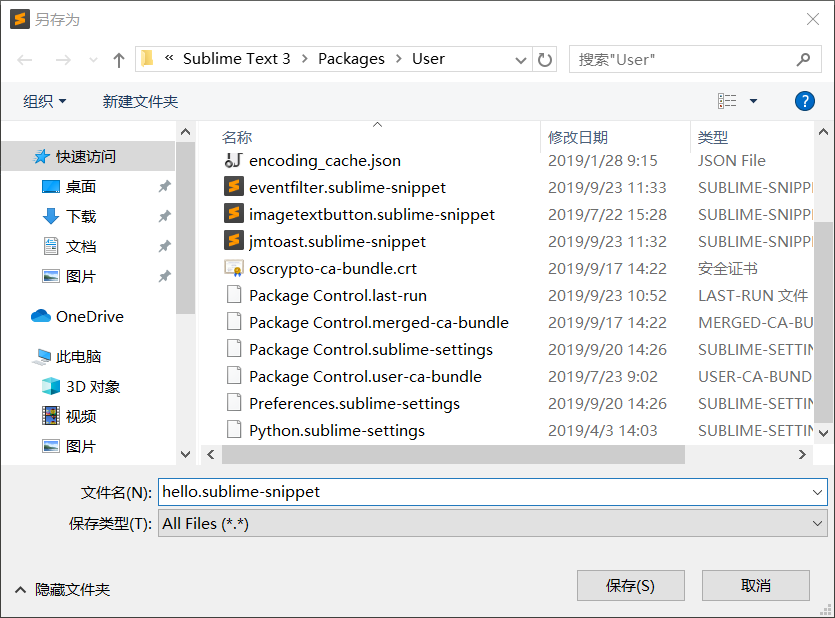 另存为
« Sublime Text 3 > Packages > User
搜索"User"
组织 新建文件夹
名称 修改日期 类型
快速访问
桌面
下载
文档
图片
OneDrive
此电脑
3D 对象
视频
图片
encoding_cache.json 2019/1/28 9:15 JSON File
eventfilter.sublime-snippet 2019/9/23 11:33 SUBLIME-SNIPP
imagetextbutton.sublime-snippet 2019/7/22 15:28 SUBLIME-SNIPP
jmtoast.sublime-snippet 2019/9/23 11:32 SUBLIME-SNIPP
oscrypto-ca-bundle.crt 2019/9/17 14:22 安全证书
Package Control.last-run 2019/9/23 10:52 LAST-RUN 文件
Package Control.merged-ca-bundle 2019/9/17 14:22 MERGED-CA-BU
Package Control.sublime-settings 2019/9/20 14:26 SUBLIME-SETTIN
Package Control.user-ca-bundle 2019/7/23 9:02 USER-CA-BUND
Preferences.sublime-settings 2019/9/20 14:26 SUBLIME-SETTIN
Python.sublime-settings 2019/4/3 14:03 SUBLIME-SETTIN
文件名(N): hello.sublime-snippet
保存类型(T): All Files (*.*)
隐藏文件夹 保存(S) 取消